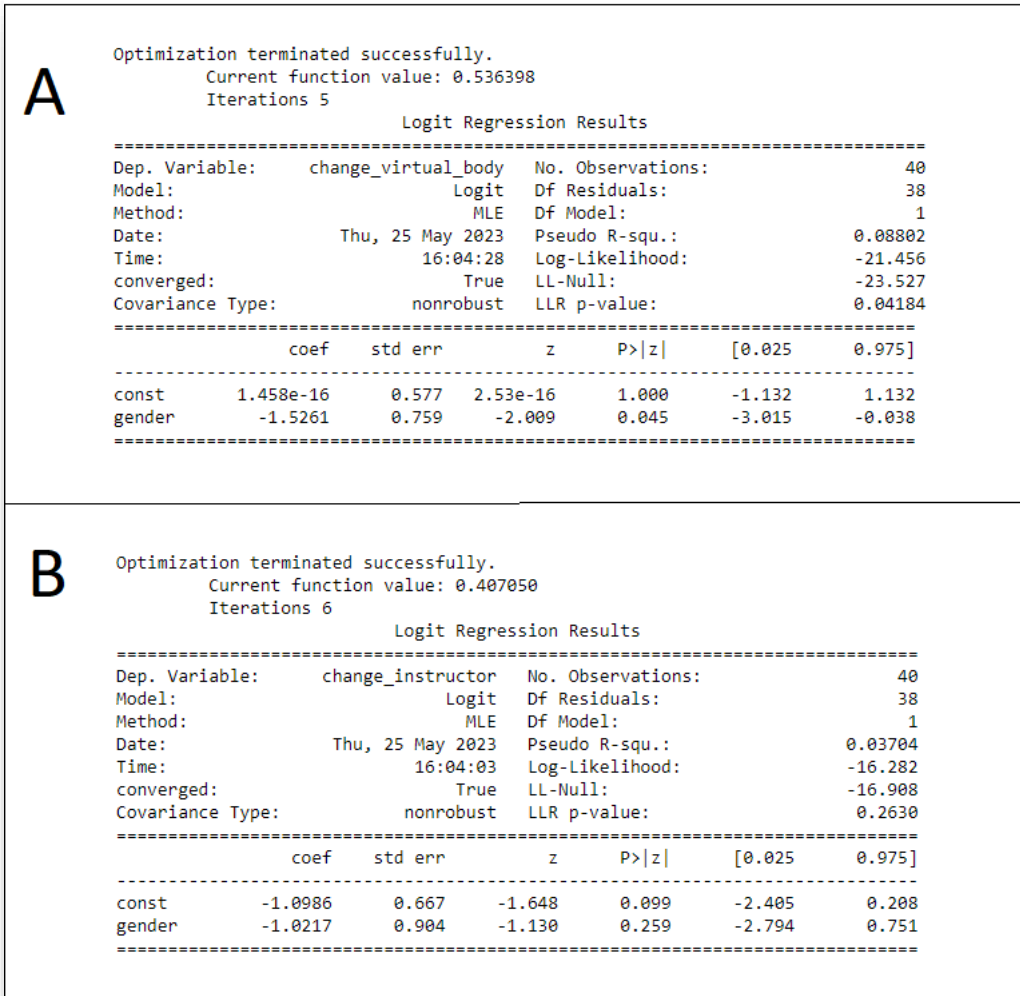 A
Optimization terminated successfully.
Current function value: 0.536398
Iterations 5
Logit Regression Results
==============================================================================
Dep. Variable: change_virtual_body No. Observations: 40
Model: Logit Df Residuals: 38
Method: MLE Df Model: 1
Date: Thu, 25 May 2023 Pseudo R-squ.: 0.08802
Time: 16:04:28 Log-Likelihood: -21.456
converged: True LL-Null: -23.527
Covariance Type: nonrobust LLR p-value: 0.04184
==============================================================================
coef std err z P>|z| [0.025 0.975]
------------------------------------------------------------------------------
const 1.458e-16 0.577 2.53e-16 1.000 -1.132 1.132
gender -1.5261 0.759 -2.009 0.045 -3.015 -0.038
==============================================================================
B
Optimization terminated successfully.
Current function value: 0.407050
Iterations 6
Logit Regression Results
==============================================================================
Dep. Variable: change_instructor No. Observations: 40
Model: Logit Df Residuals: 38
Method: MLE Df Model: 1
Date: Thu, 25 May 2023 Pseudo R-squ.: 0.03704
Time: 16:04:03 Log-Likelihood: -16.282
converged: True LL-Null: -16.908
Covariance Type: nonrobust LLR p-value: 0.2630
==============================================================================
coef std err z P>|z| [0.025 0.975]
------------------------------------------------------------------------------
const -1.0986 0.667 -1.648 0.099 -2.405 0.208
gender -1.0217 0.904 -1.130 0.259 -2.794 0.751
==============================================================================